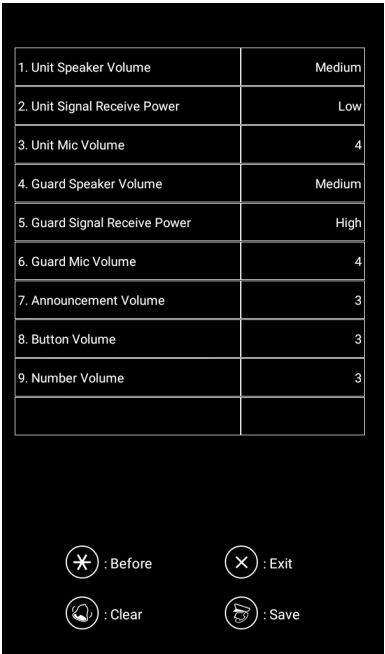 1. Unit Speaker Volume Medium
2. Unit Signal Receive Power Low
3. Unit Mic Volume 4
4. Guard Speaker Volume Medium
5. Guard Signal Receive Power High
6. Guard Mic Volume 4
7. Announcement Volume 3
8. Button Volume 3
9. Number Volume 3
: Before : Exit
: Clear : Save